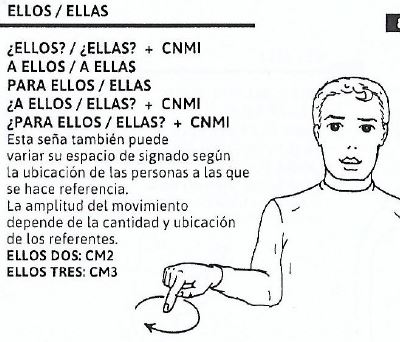 ELLOS / ELLAS
¿ELLOS? / ¿ELLAS? + CNMI
A ELLOS / A ELLAS
PARA ELLOS / ELLAS
¿A ELLOS / ELLAS? + CNMI
¿PARA ELLOS / ELLAS? + CNMI
Esta seña también puede
variar su espacio de signado según
la ubicación de las personas a las que
se hace referencia.
La amplitud del movimiento
depende de la cantidad y ubicación
de los referentes.
ELLOS DOS: CM2
ELLOS TRES: CM3